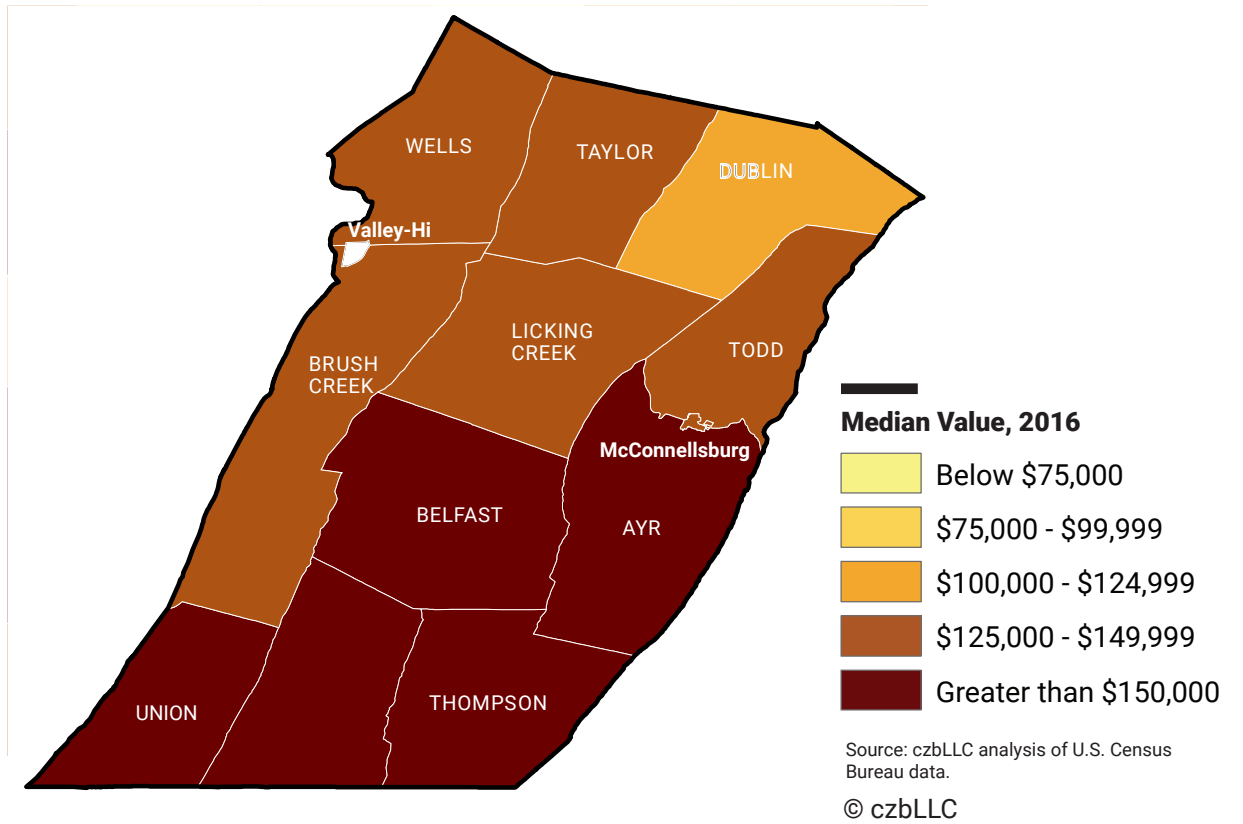 WELLS
TAYLOR
DUBLIN
Valley-Hi
LICKING
CREEK
TODD
BRUSH
CREEK
McConnellsburg
BELFAST
AYR
UNION
THOMPSON
Median Value, 2016
Below $75,000
$75,000 - $99,999
$100,000 - $124,999
$125,000 - $149,999
Greater than $150,000
Source: czbLLC analysis of U.S. Census
Bureau data.
© czbLLC